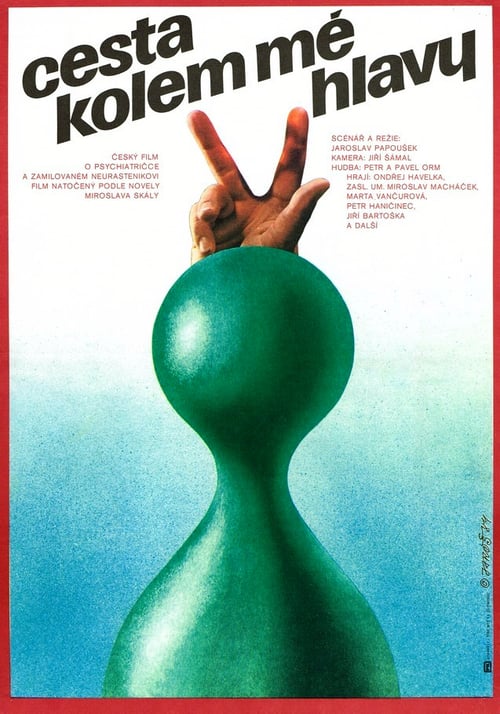 cesta
kolem mé
hlavy
ČESKÝ FILM
O PSYCHIATRIČCE
A ZAMILOVANÉM NEURASTENIKOVI
FILM NATOČENÝ PODLE NOVELY
MIROSLAVA SKÁLY
SCÉNÁŘ A REŽIE:
JAROSLAV PAPOUŠEK
KAMERA: JIŘÍ ŠÁMAL
HUDBA: PETR A PAVEL ORM
HRAJÍ: ONDŘEJ HAVELKA,
ZASL. UM. MIROSLAV MACHÁČEK,
MARTA VANČUROVÁ,
PETR HANIČINEC,
JIŘÍ BARTOŠKA
A DALŠÍ